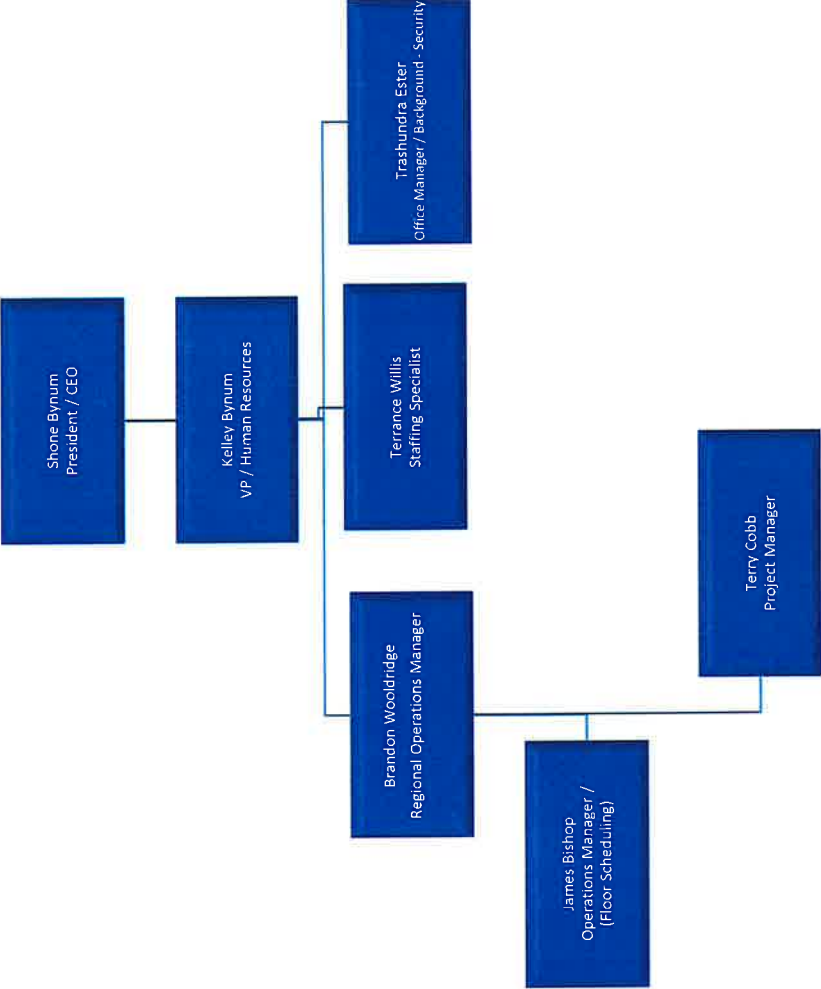 Shone Bynum
President / CEO
Kelley Bynum
VP / Human Resources
Brandon Wooldridge
Regional Operations Manager
Terrance Willis
Staffing Specialist
Trashundra Ester
Office Manager / Background - Security
James Bishop
Operations Manager /
(Floor Scheduling)
Terry Cobb
Project Manager